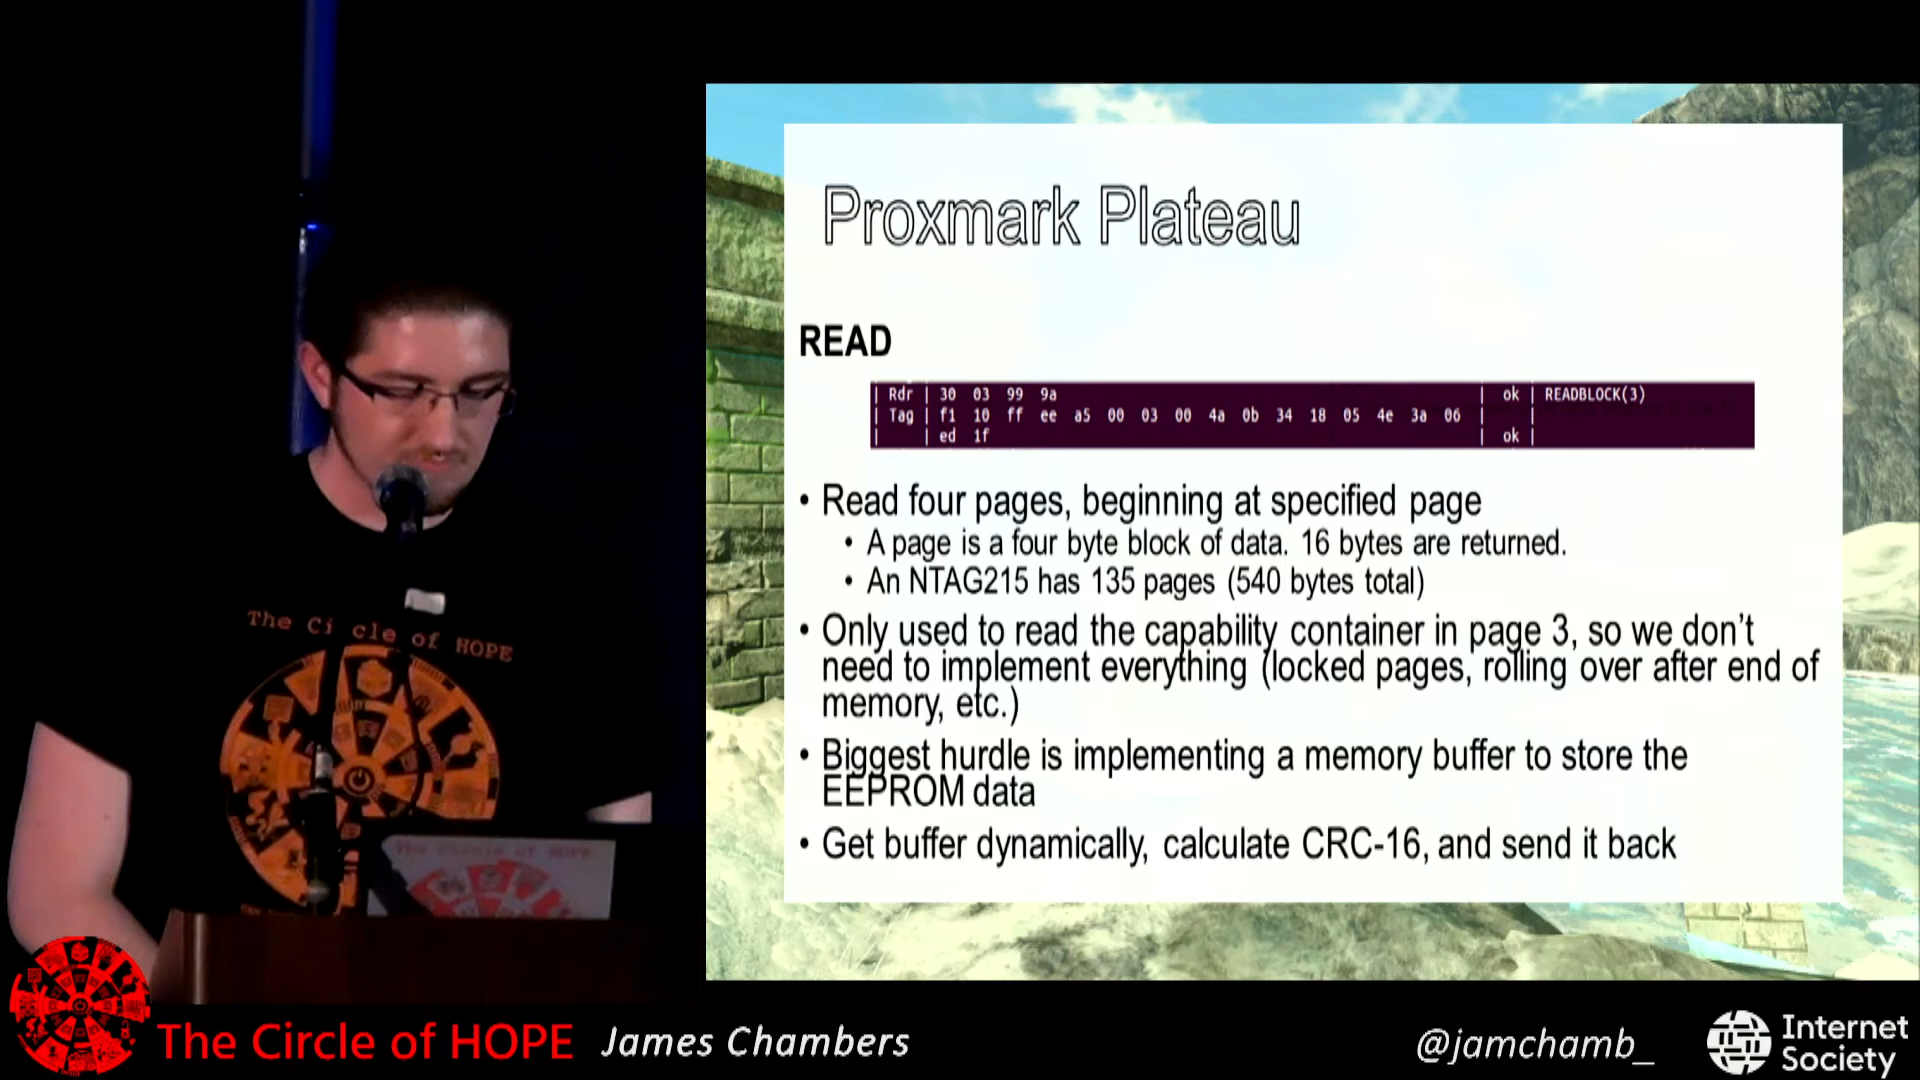 Proxmark Plateau
READ
| Rdr | 30 03 99 9a | ok | READBLOCK(3)
| Tag | f1 10 ff ee a5 00 03 00 4a 0b 34 18 05 4e 3a 06 | |
| | ed 1f | ok |
• Read four pages, beginning at specified page
• A page is a four byte block of data. 16 bytes are returned.
• An NTAG215 has 135 pages (540 bytes total)
• Only used to read the capability container in page 3, so we don't
need to implement everything (locked pages, rolling over after end of
memory, etc.)
• Biggest hurdle is implementing a memory buffer to store the
EEPROM data
• Get buffer dynamically, calculate CRC-16, and send it back
The Circle of HOPE
The Circle of HOPE
The Circle of HOPE
James Chambers
@jamchamb_
Internet
Society